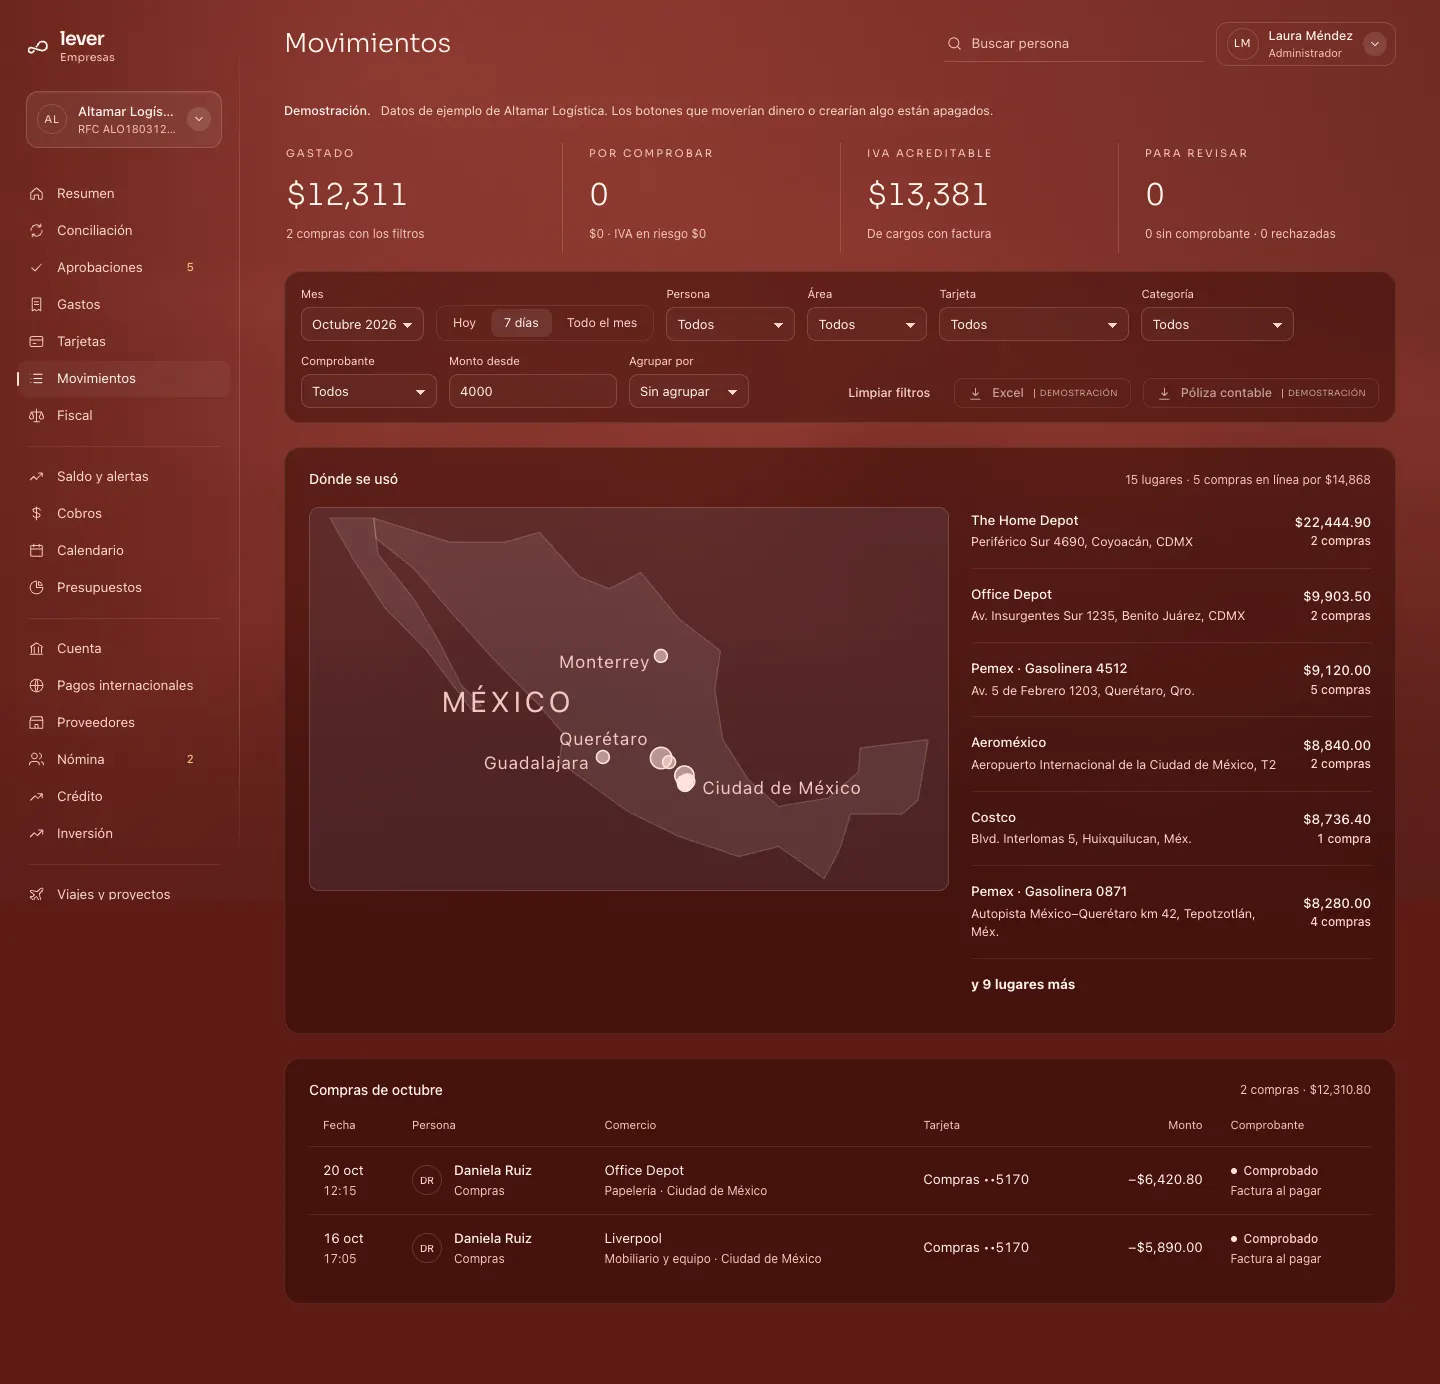 lever
Empresas
AL
Altamar Logís...
RFC ALO180312...
Resumen
Conciliación
Aprobaciones 5
Gastos
Tarjetas
Movimientos
Fiscal
Saldo y alertas
Cobros
Calendario
Presupuestos
Cuenta
Pagos internacionales
Proveedores
Nómina 2
Crédito
Inversión
Viajes y proyectos
Movimientos
Buscar persona
LM
Laura Méndez
Administrador
Demostración. Datos de ejemplo de Altamar Logística. Los botones que moverían dinero o crearían algo están apagados.
GASTADO
$12,311
2 compras con los filtros
POR COMPROBAR
0
$0 · IVA en riesgo $0
IVA ACREDITABLE
$13,381
De cargos con factura
PARA REVISAR
0
0 sin comprobante · 0 rechazadas
Mes
Octubre 2026
Hoy 7 días Todo el mes
Persona
Todos
Área
Todos
Tarjeta
Todos
Categoría
Todos
Comprobante
Todos
Monto desde
4000
Agrupar por
Sin agrupar
Limpiar filtros
Excel | DEMOSTRACIÓN
Póliza contable | DEMOSTRACIÓN
Dónde se usó
15 lugares · 5 compras en línea por $14,868
Monterrey
MÉXICO
Querétaro
Guadalajara
Ciudad de México
The Home Depot $22,444.90
Periférico Sur 4690, Coyoacán, CDMX 2 compras
Office Depot $9,903.50
Av. Insurgentes Sur 1235, Benito Juárez, CDMX 2 compras
Pemex · Gasolinera 4512 $9,120.00
Av. 5 de Febrero 1203, Querétaro, Qro. 5 compras
Aeroméxico $8,840.00
Aeropuerto Internacional de la Ciudad de México, T2 2 compras
Costco $8,736.40
Blvd. Interlomas 5, Huixquilucan, Méx. 1 compra
Pemex · Gasolinera 0871 $8,280.00
Autopista México–Querétaro km 42, Tepotzotlán, 4 compras
Méx.
y 9 lugares más
Compras de octubre
2 compras · $12,310.80
Fecha Persona Comercio Tarjeta Monto Comprobante
20 oct DR Daniela Ruiz Office Depot Compras ··5170 −$6,420.80 Comprobado
12:15 Compras Papelería · Ciudad de México Factura al pagar
16 oct DR Daniela Ruiz Liverpool Compras ··5170 −$5,890.00 Comprobado
17:05 Compras Mobiliario y equipo · Ciudad de México Factura al pagar